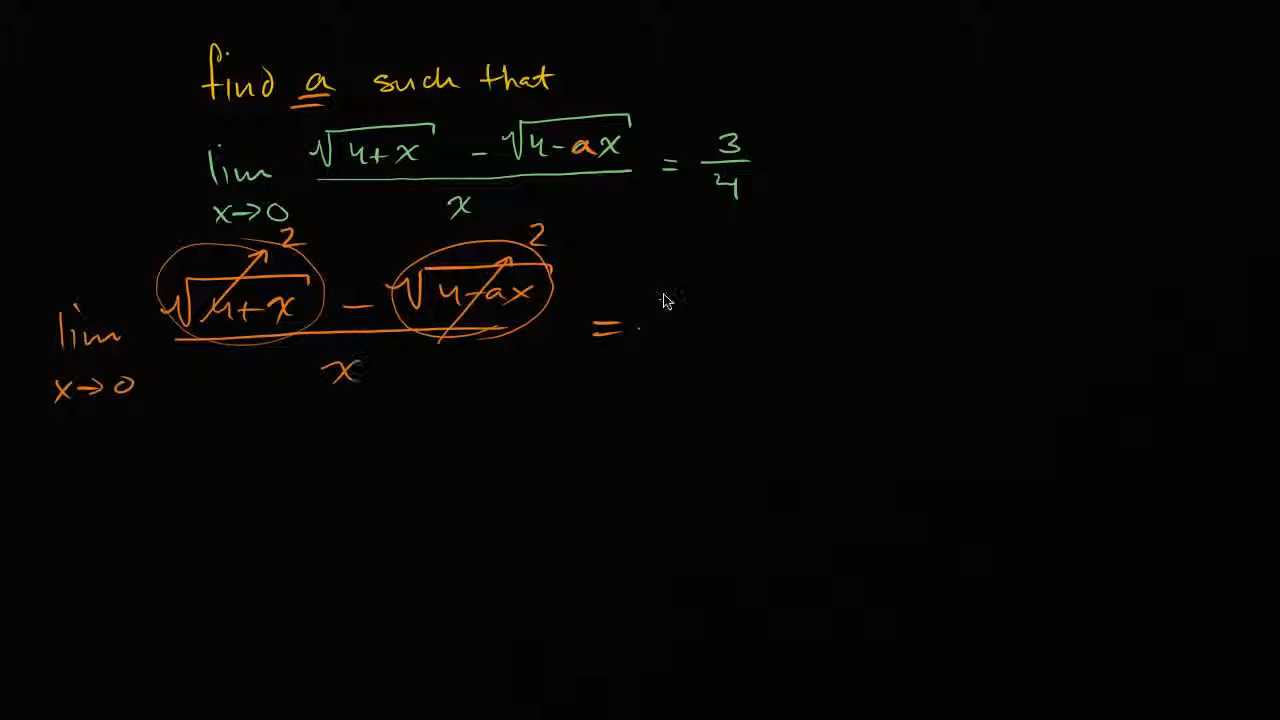 find a such that
lim x→0 (√(4+x) - √(4-ax)) / x = 3/4
lim x→0 (√(4+x) - √(4-ax)) / x =
2 2